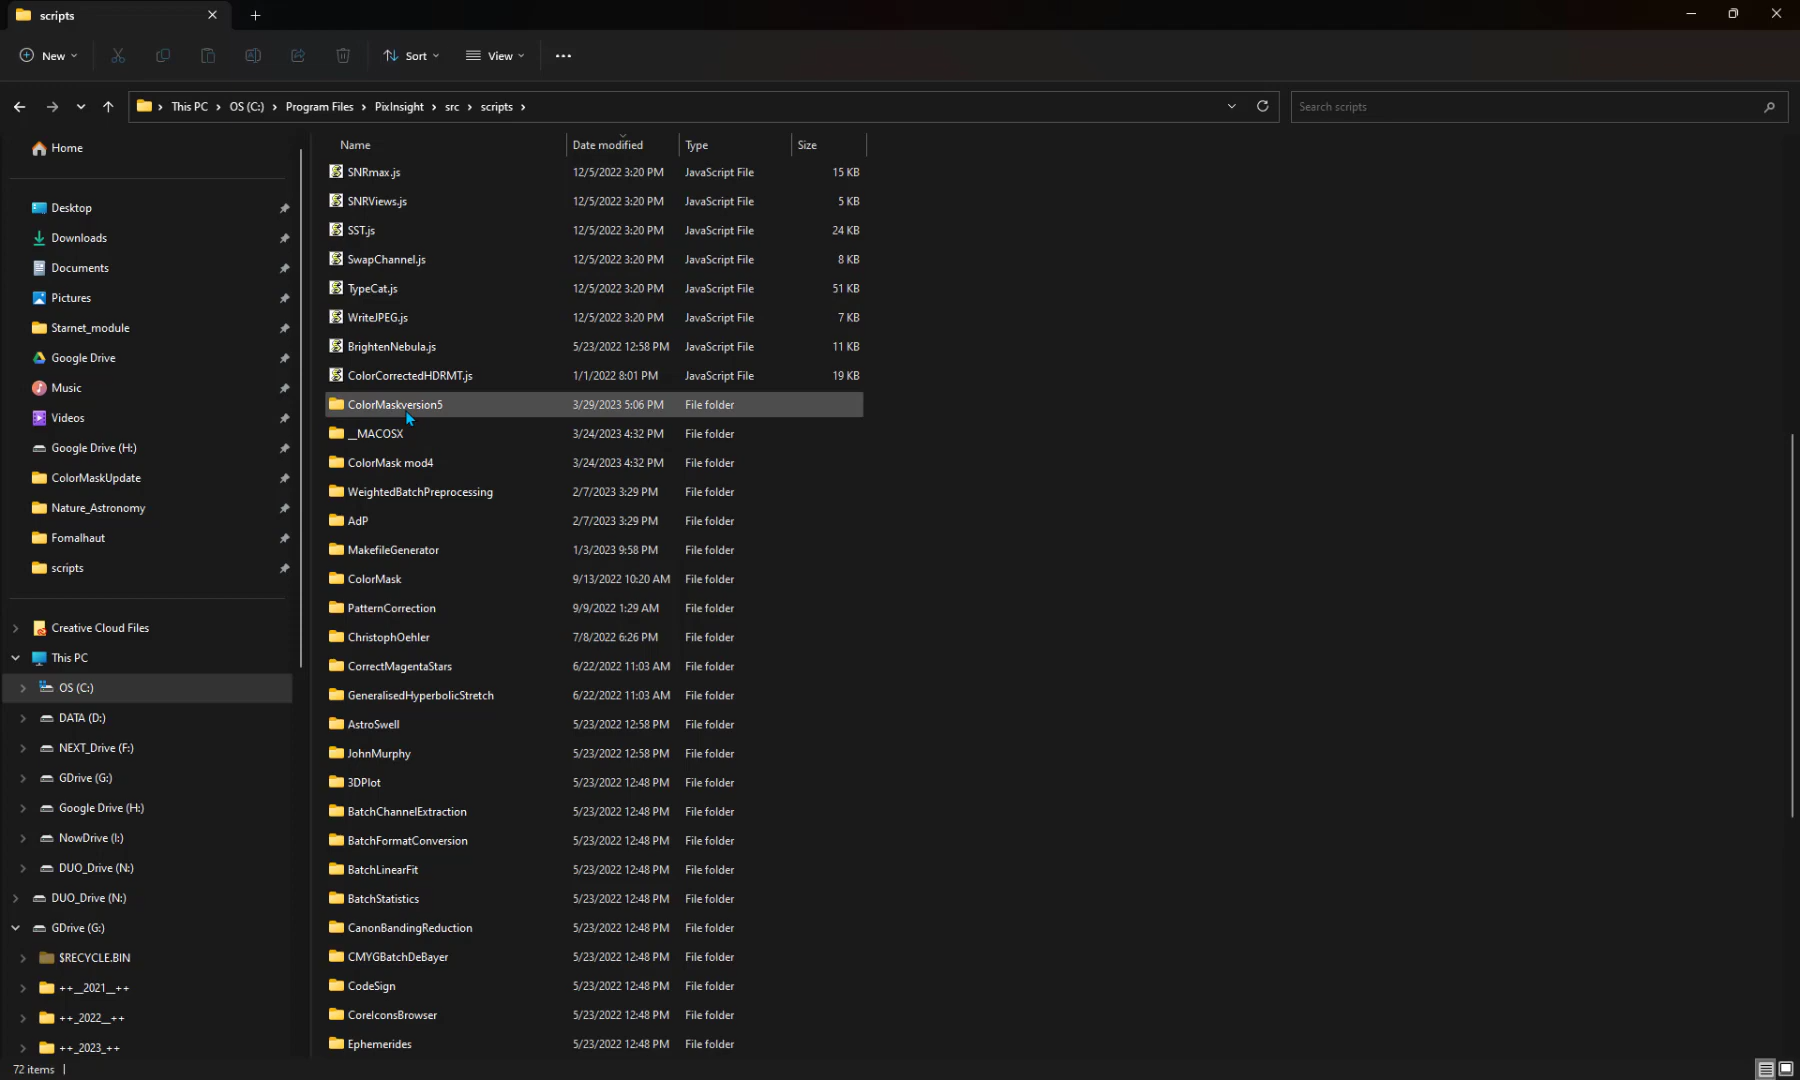 scripts
New
Sort
View
This PC > OS (C:) > Program Files > PixInsight > src > scripts >
Search scripts
Home
Desktop
Downloads
Documents
Pictures
Starnet_module
Google Drive
Music
Videos
Google Drive (H:)
ColorMaskUpdate
Nature_Astronomy
Fomalhaut
scripts
Creative Cloud Files
This PC
OS (C:)
DATA (D:)
NEXT_Drive (F:)
GDrive (G:)
Google Drive (H:)
NowDrive (I:)
DUO_Drive (N:)
DUO_Drive (N:)
GDrive (G:)
$RECYCLE.BIN
++_2021_++
++_2022_++
++_2023_++
Name Date modified Type Size
SNRmax.js 12/5/2022 3:20 PM JavaScript File 15 KB
SNRViews.js 12/5/2022 3:20 PM JavaScript File 5 KB
SST.js 12/5/2022 3:20 PM JavaScript File 24 KB
SwapChannel.js 12/5/2022 3:20 PM JavaScript File 8 KB
TypeCat.js 12/5/2022 3:20 PM JavaScript File 51 KB
WriteJPEG.js 12/5/2022 3:20 PM JavaScript File 7 KB
BrightenNebula.js 5/23/2022 12:58 PM JavaScript File 11 KB
ColorCorrectedHDRMT.js 1/1/2022 8:01 PM JavaScript File 19 KB
ColorMaskversion5 3/29/2023 5:06 PM File folder
__MACOSX 3/24/2023 4:32 PM File folder
ColorMask mod4 3/24/2023 4:32 PM File folder
WeightedBatchPreprocessing 2/7/2023 3:29 PM File folder
AdP 2/7/2023 3:29 PM File folder
MakefileGenerator 1/3/2023 9:58 PM File folder
ColorMask 9/13/2022 10:20 AM File folder
PatternCorrection 9/9/2022 1:29 AM File folder
ChristophOehler 7/8/2022 6:26 PM File folder
CorrectMagentaStars 6/22/2022 11:03 AM File folder
GeneralisedHyperbolicStretch 6/22/2022 11:03 AM File folder
AstroSwell 5/23/2022 12:58 PM File folder
JohnMurphy 5/23/2022 12:58 PM File folder
3DPlot 5/23/2022 12:48 PM File folder
BatchChannelExtraction 5/23/2022 12:48 PM File folder
BatchFormatConversion 5/23/2022 12:48 PM File folder
BatchLinearFit 5/23/2022 12:48 PM File folder
BatchStatistics 5/23/2022 12:48 PM File folder
CanonBandingReduction 5/23/2022 12:48 PM File folder
CMYGBatchDeBayer 5/23/2022 12:48 PM File folder
CodeSign 5/23/2022 12:48 PM File folder
CoreIconsBrowser 5/23/2022 12:48 PM File folder
Ephemerides 5/23/2022 12:48 PM File folder
72 items